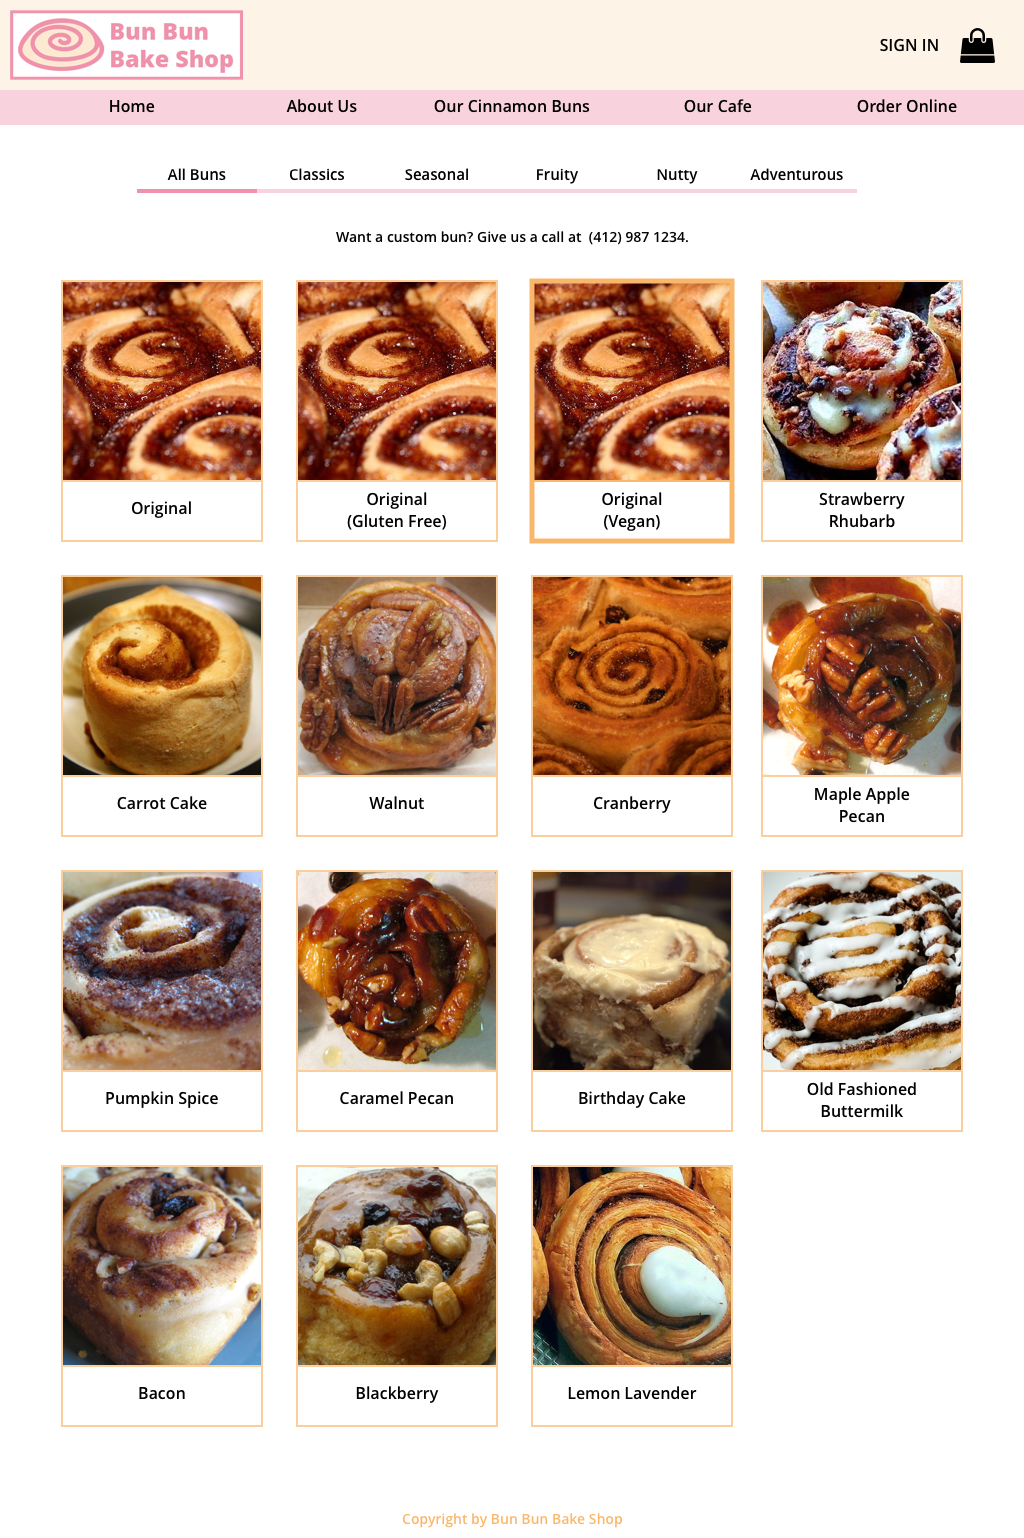 Bun Bun
Bake Shop
SIGN IN
Home
About Us
Our Cinnamon Buns
Our Cafe
Order Online
All Buns
Classics
Seasonal
Fruity
Nutty
Adventurous
Want a custom bun? Give us a call at (412) 987 1234.
Original
Original
(Gluten Free)
Original
(Vegan)
Strawberry
Rhubarb
Carrot Cake
Walnut
Cranberry
Maple Apple
Pecan
Pumpkin Spice
Caramel Pecan
Birthday Cake
Old Fashioned
Buttermilk
Bacon
Blackberry
Lemon Lavender
Copyright by Bun Bun Bake Shop